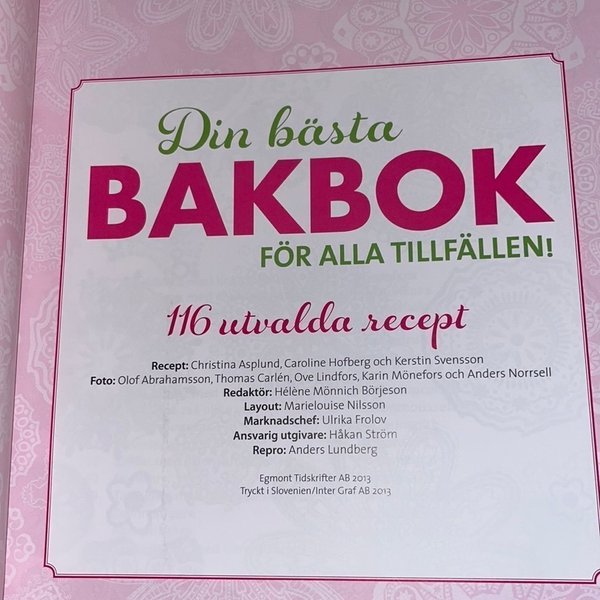 Din bästa
BAKBOK
FÖR ALLA TILLFÄLLEN!
116 utvalda recept
Recept: Christina Asplund, Caroline Hofberg och Kerstin Svensson
Foto: Olof Abrahamsson, Thomas Carlén, Ove Lindfors, Karin Mönefors och Anders Norrsell
Redaktör: Hélène Mönnich Börjeson
Layout: Marielouise Nilsson
Marknadschef: Ulrika Frolov
Ansvarig utgivare: Håkan Ström
Repro: Anders Lundberg
Egmont Tidskrifter AB 2013
Tryckt i Slovenien/Inter Graf AB 2013